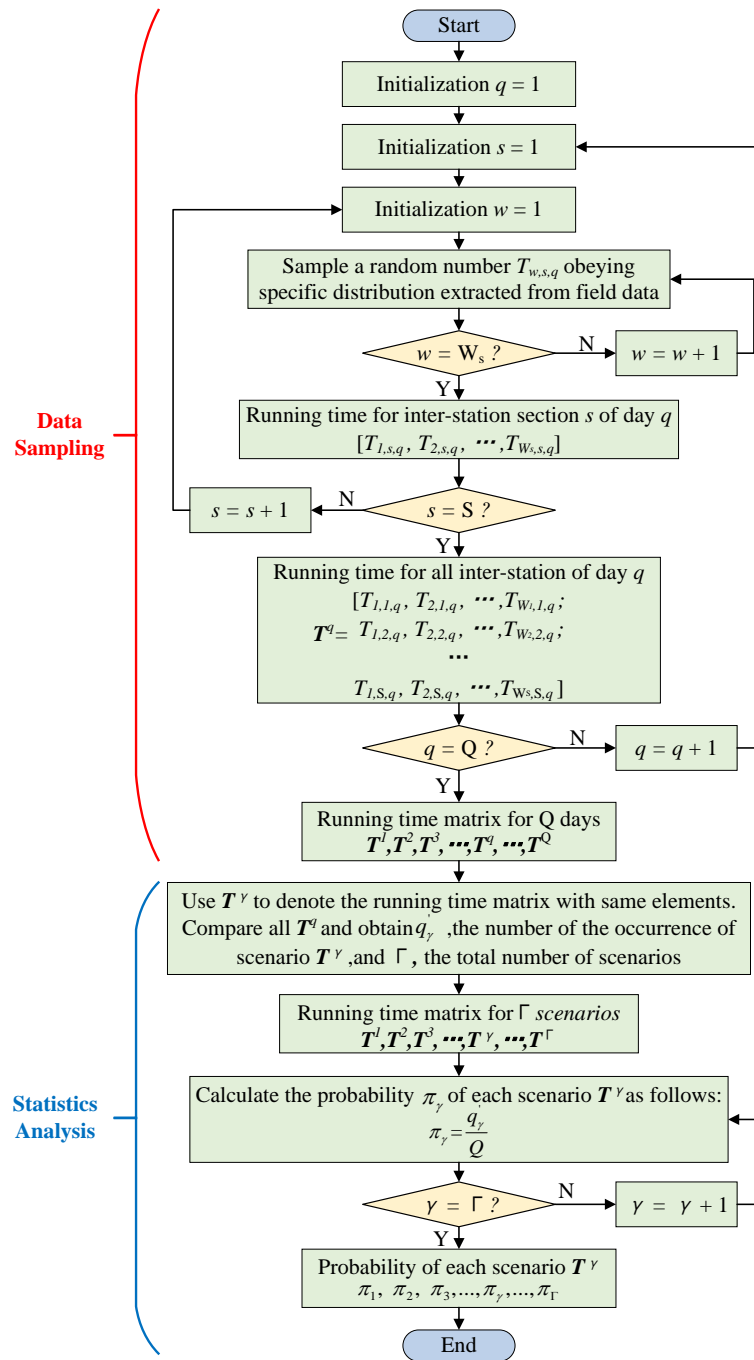 Start
Initialization q = 1
Initialization s = 1
Initialization w = 1
Sample a random number T_{w,s,q} obeying
specific distribution extracted from field data
w = W_s ?
N
w = w + 1
Y
Running time for inter-station section s of day q
[T_{1,s,q}, T_{2,s,q}, ⋯,T_{W_s,s,q}]
Data
Sampling
s = s + 1
N
s = S ?
Y
Running time for all inter-station of day q
[T_{1,1,q}, T_{2,1,q}, ⋯,T_{W_1,1,q};
T^q= T_{1,2,q}, T_{2,2,q}, ⋯,T_{W_2,2,q};
⋯
T_{1,S,q}, T_{2,S,q}, ⋯,T_{W_s,S,q}]
q = Q ?
N
q = q + 1
Y
Running time matrix for Q days
T^1,T^2,T^3,⋯,T^q,⋯,T^Q
Use T^γ to denote the running time matrix with same elements.
Compare all T^q and obtain q'_γ ,the number of the occurrence of
scenario T^γ ,and Γ, the total number of scenarios
Running time matrix for Γ scenarios
T^1,T^2,T^3,⋯,T^γ,⋯,T^Γ
Statistics
Analysis
Calculate the probability π_γ of each scenario T^γ as follows:
π_γ = q'_γ / Q
γ = Γ ?
N
γ = γ + 1
Y
Probability of each scenario T^γ
π_1, π_2, π_3,...,π_γ,...,π_Γ
End